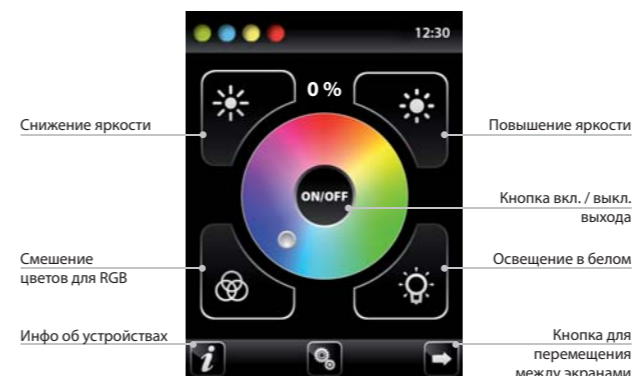 12:30
0 %
Снижение яркости
Повышение яркости
ON/OFF
Кнопка вкл. / выкл.
выхода
Смешение
цветов для RGB
Освещение в белом
Инфо об устройствах
i
Кнопка для
перемещения
между экранами